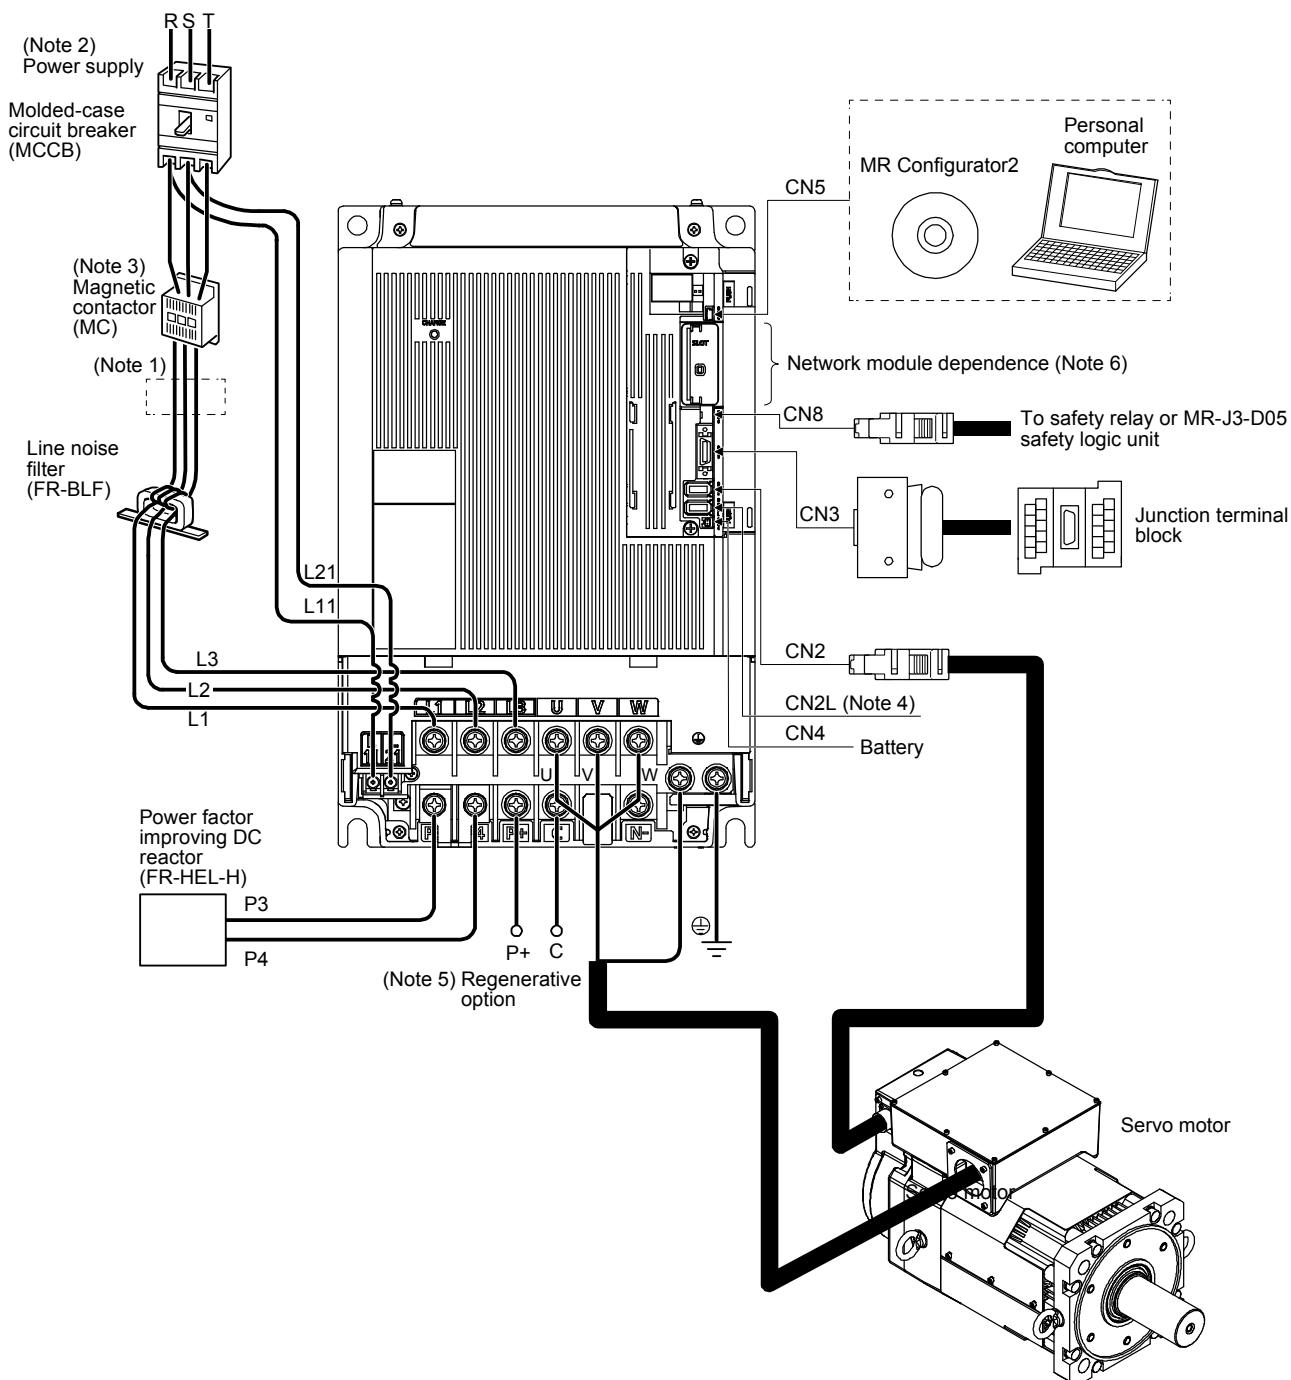 R S T
(Note 2)
Power supply
Molded-case
circuit breaker
(MCCB)
Personal
computer
MR Configurator2
CN5
(Note 3)
Magnetic
contactor
(MC)
CHARGE
SLOT
(Note 1)
Network module dependence (Note 6)
CN8
To safety relay or MR-J3-D05
safety logic unit
Line noise
filter
(FR-BLF)
CN3
Junction terminal
block
L21
L11
L3
CN2
L2
CN2L (Note 4)
L1
CN4
Battery
U V W
U V W
Power factor
improving DC
reactor
(FR-HEL-H)
P+ C N-
P3
P4
P+ C
(Note 5) Regenerative
option
Servo motor